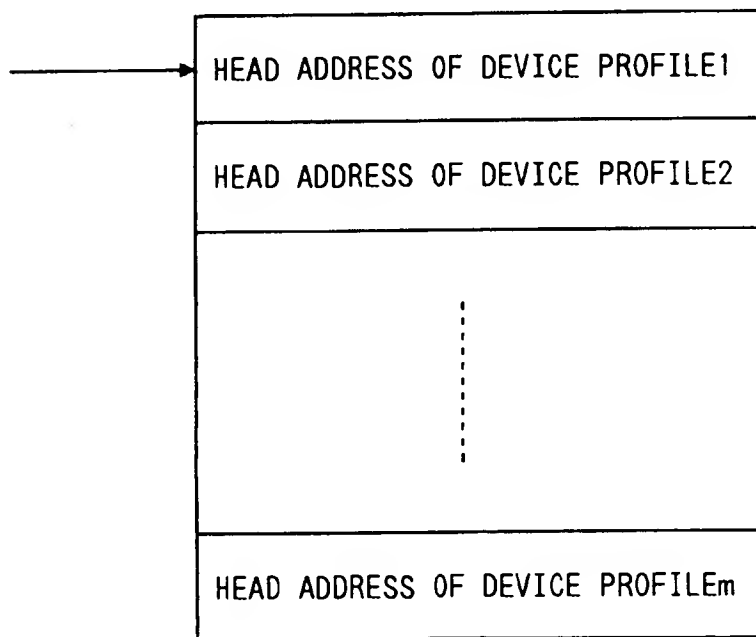 HEAD ADDRESS OF DEVICE PROFILE1
HEAD ADDRESS OF DEVICE PROFILE2
HEAD ADDRESS OF DEVICE PROFILEm